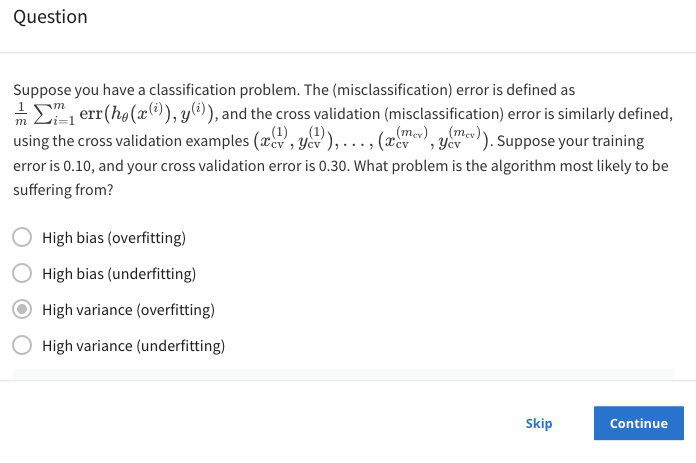 Question
Suppose you have a classification problem. The (misclassification) error is defined as
$\frac{1}{m} \sum_{i=1}^{m} \text{err}(h_\theta(x^{(i)}), y^{(i)})$, and the cross validation (misclassification) error is similarly defined,
using the cross validation examples $(x_{\text{cv}}^{(1)}, y_{\text{cv}}^{(1)}), \ldots, (x_{\text{cv}}^{(m_{\text{cv}})}, y_{\text{cv}}^{(m_{\text{cv}})})$. Suppose your training
error is 0.10, and your cross validation error is 0.30. What problem is the algorithm most likely to be
suffering from?
High bias (overfitting)
High bias (underfitting)
High variance (overfitting)
High variance (underfitting)
Skip
Continue